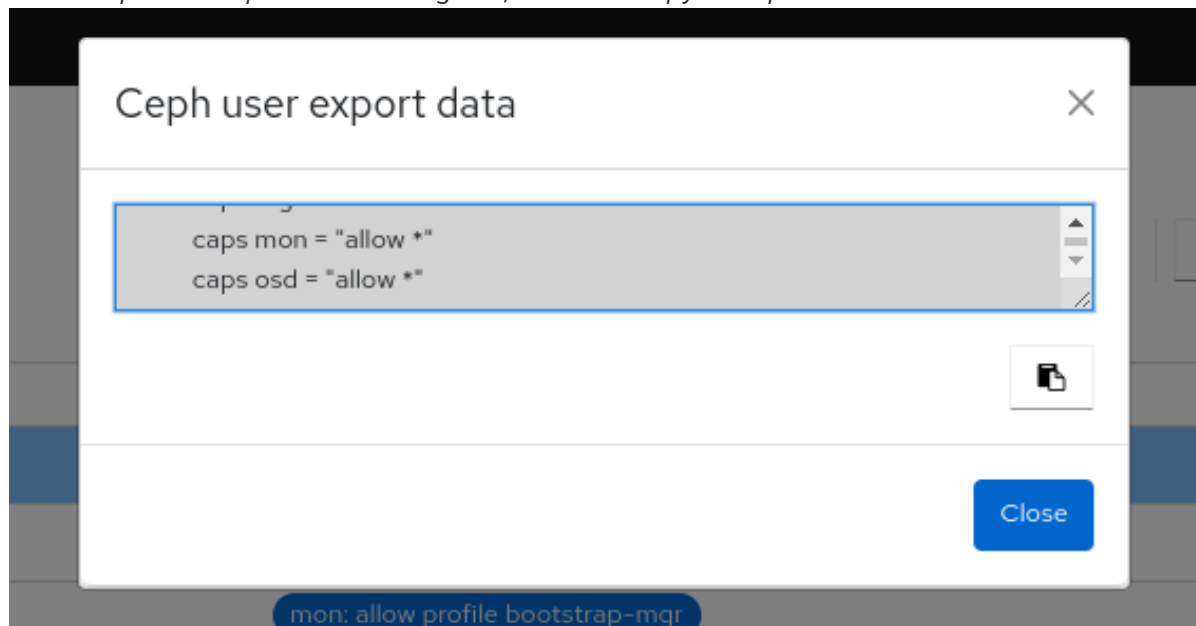 Ceph user export data
caps mon = "allow *"
caps osd = "allow *"
Close
mon: allow profile bootstrap-mgr